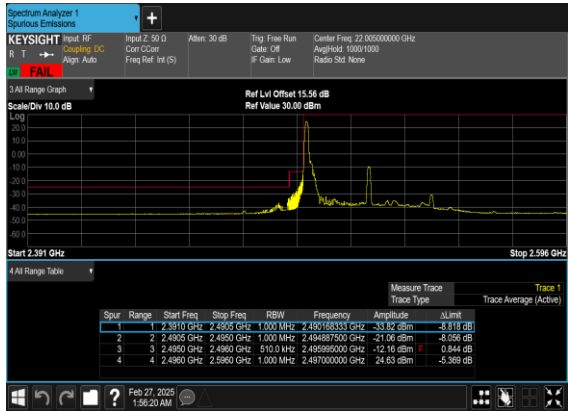 Spectrum Analyzer 1
Spurious Emissions
KEYSIGHT
R T
LV FAIL
Input: RF
Coupling: DC
Align: Auto
Input Z: 50 Ω
Corr CCorr
Freq Ref: Int (S)
Atten: 30 dB
Trig: Free Run
Gate: Off
IF Gain: Low
Center Freq: 22.005000000 GHz
Avg|Hold: 1000/1000
Radio Std: None
3 All Range Graph
Scale/Div 10.0 dB
Ref Lvl Offset 15.56 dB
Ref Value 30.00 dBm
Log
20.0
10.0
0.00
-10.0
-20.0
-30.0
-40.0
-50.0
-60.0
Start 2.391 GHz
Stop 2.596 GHz
4 All Range Table
Measure Trace Trace 1
Trace Type Trace Average (Active)
Spur Range Start Freq Stop Freq RBW Frequency Amplitude ΔLimit
1 1 2.3910 GHz 2.4905 GHz 1.000 MHz 2.490168333 GHz -33.82 dBm -8.818 dB
2 2 2.4905 GHz 2.4950 GHz 1.000 MHz 2.494887500 GHz -21.06 dBm -8.056 dB
3 3 2.4950 GHz 2.4960 GHz 510.0 kHz 2.495995000 GHz -12.16 dBm F 0.844 dB
4 4 2.4960 GHz 2.5960 GHz 1.000 MHz 2.497000000 GHz 24.63 dBm -5.369 dB
Feb 27, 2025
1:56:20 AM